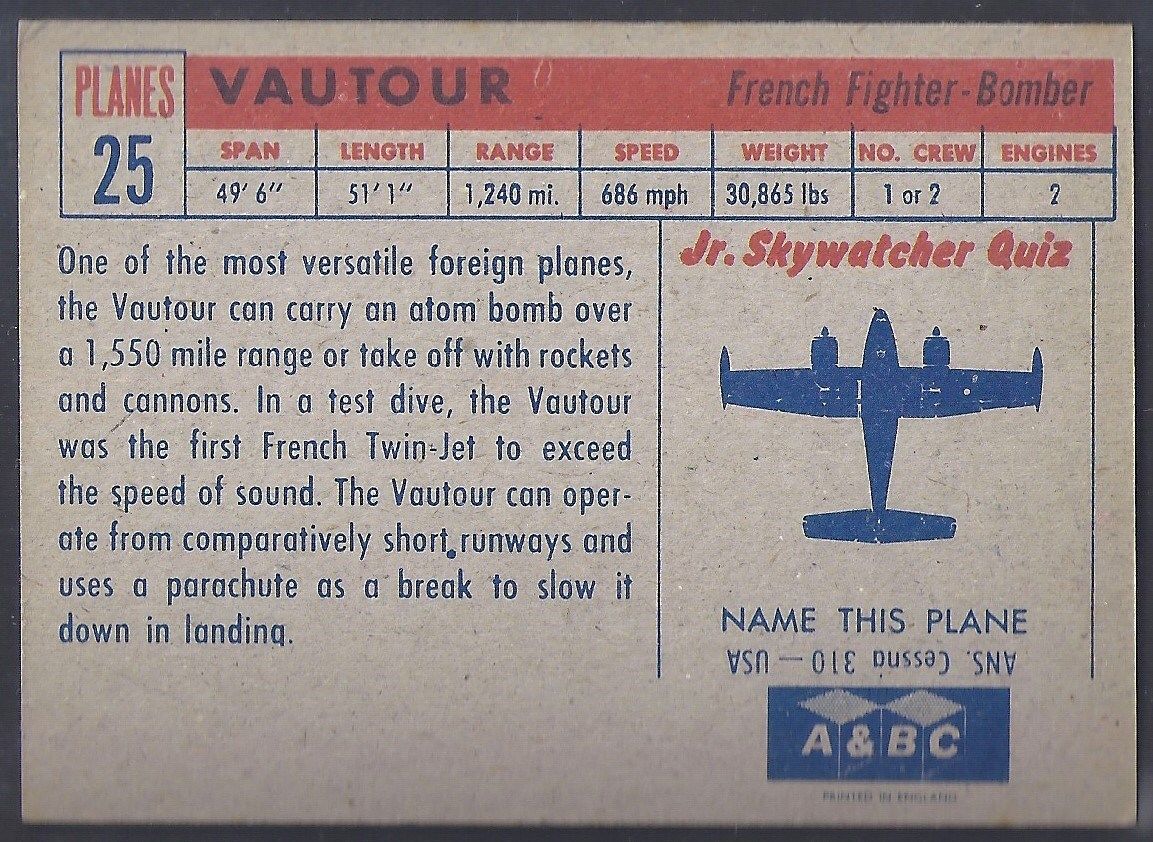 PLANES
25
VAUTOUR
French Fighter-Bomber
SPAN LENGTH RANGE SPEED WEIGHT NO. CREW ENGINES
49' 6" 51' 1" 1,240 mi. 686 mph 30,865 lbs 1 or 2 2
One of the most versatile foreign planes,
the Vautour can carry an atom bomb over
a 1,550 mile range or take off with rockets
and cannons. In a test dive, the Vautour
was the first French Twin-Jet to exceed
the speed of sound. The Vautour can oper-
ate from comparatively short runways and
uses a parachute as a break to slow it
down in landing.
Jr. Skywatcher Quiz
NAME THIS PLANE
ANS. Cessna 310 — USA
A & B C
PRINTED IN ENGLAND